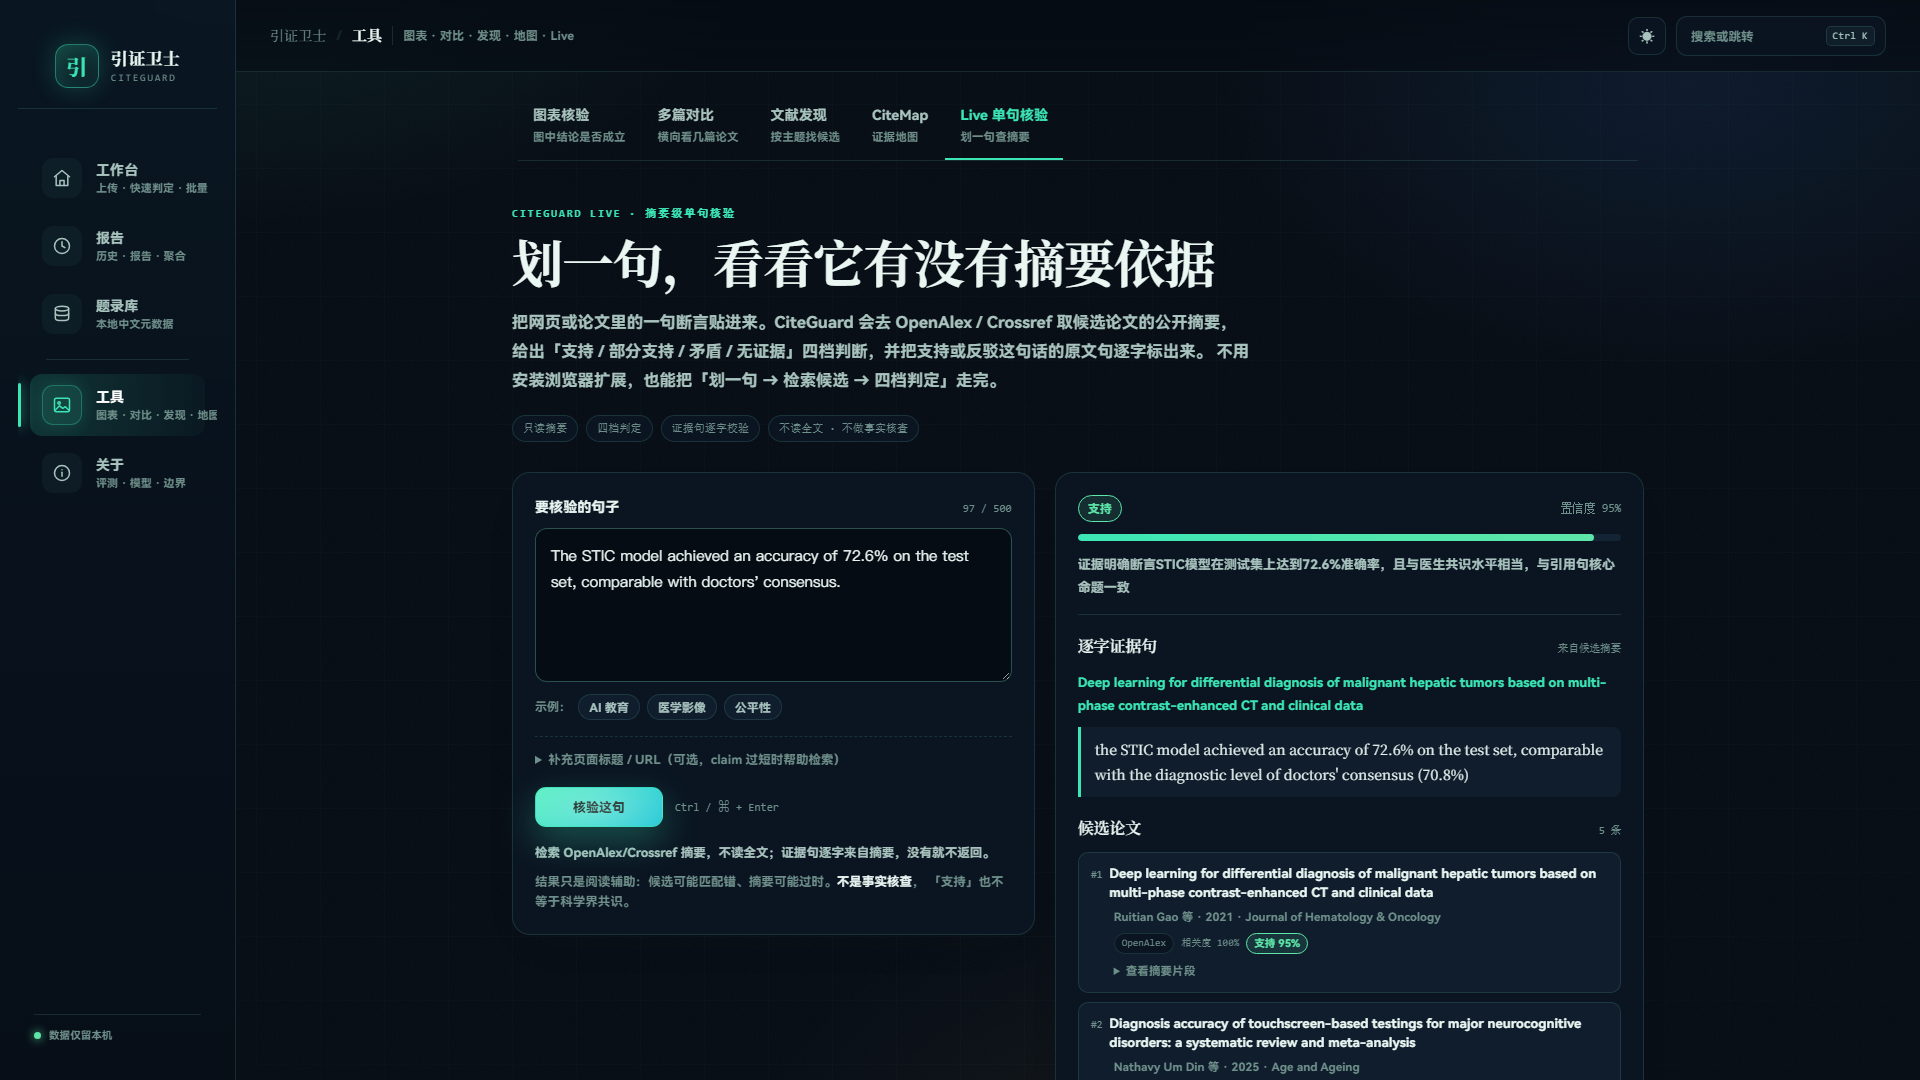 引
引证卫士
CITEGUARD
工作台
上传 · 快速判定 · 批量
报告
历史 · 报告 · 聚合
题录库
本地中文元数据
工具
图表 · 对比 · 发现 · 地图
关于
评测 · 模型 · 边界
数据仅留本机
引证卫士 / 工具 图表 · 对比 · 发现 · 地图 · Live
搜索或跳转 Ctrl K
图表核验
图中结论是否成立
多篇对比
横向看几篇论文
文献发现
按主题找候选
CiteMap
证据地图
Live 单句核验
划一句查摘要
CITEGUARD LIVE · 摘要级单句核验
划一句，看看它有没有摘要依据
把网页或论文里的一句断言贴进来。CiteGuard 会去 OpenAlex / Crossref 取候选论文的公开摘要，
给出「支持 / 部分支持 / 矛盾 / 无证据」四档判断，并把支持或反驳这句话的原文句逐字标出来。 不用
安装浏览器扩展，也能把「划一句 → 检索候选 → 四档判定」走完。
只读摘要
四档判定
证据句逐字校验
不读全文 · 不做事实核查
要核验的句子 97 / 500
The STIC model achieved an accuracy of 72.6% on the test
set, comparable with doctors’ consensus.
示例： AI 教育 医学影像 公平性
▶ 补充页面标题 / URL（可选，claim 过短时帮助检索）
核验这句 Ctrl / ⌘ + Enter
检索 OpenAlex/Crossref 摘要，不读全文；证据句逐字来自摘要，没有就不返回。
结果只是阅读辅助：候选可能匹配错、摘要可能过时。不是事实核查， 「支持」也不
等于科学界共识。
支持 置信度 95%
证据明确断言STIC模型在测试集上达到72.6%准确率，且与医生共识水平相当，与引用句核心
命题一致
逐字证据句 来自候选摘要
Deep learning for differential diagnosis of malignant hepatic tumors based on multi-
phase contrast-enhanced CT and clinical data
the STIC model achieved an accuracy of 72.6% on the test set, comparable
with the diagnostic level of doctors' consensus (70.8%)
候选论文 5 条
#1 Deep learning for differential diagnosis of malignant hepatic tumors based on
multi-phase contrast-enhanced CT and clinical data
Ruitian Gao 等 · 2021 · Journal of Hematology & Oncology
OpenAlex 相关度 100% 支持 95%
▶ 查看摘要片段
#2 Diagnosis accuracy of touchscreen-based testings for major neurocognitive
disorders: a systematic review and meta-analysis
Nathavy Um Din 等 · 2025 · Age and Ageing